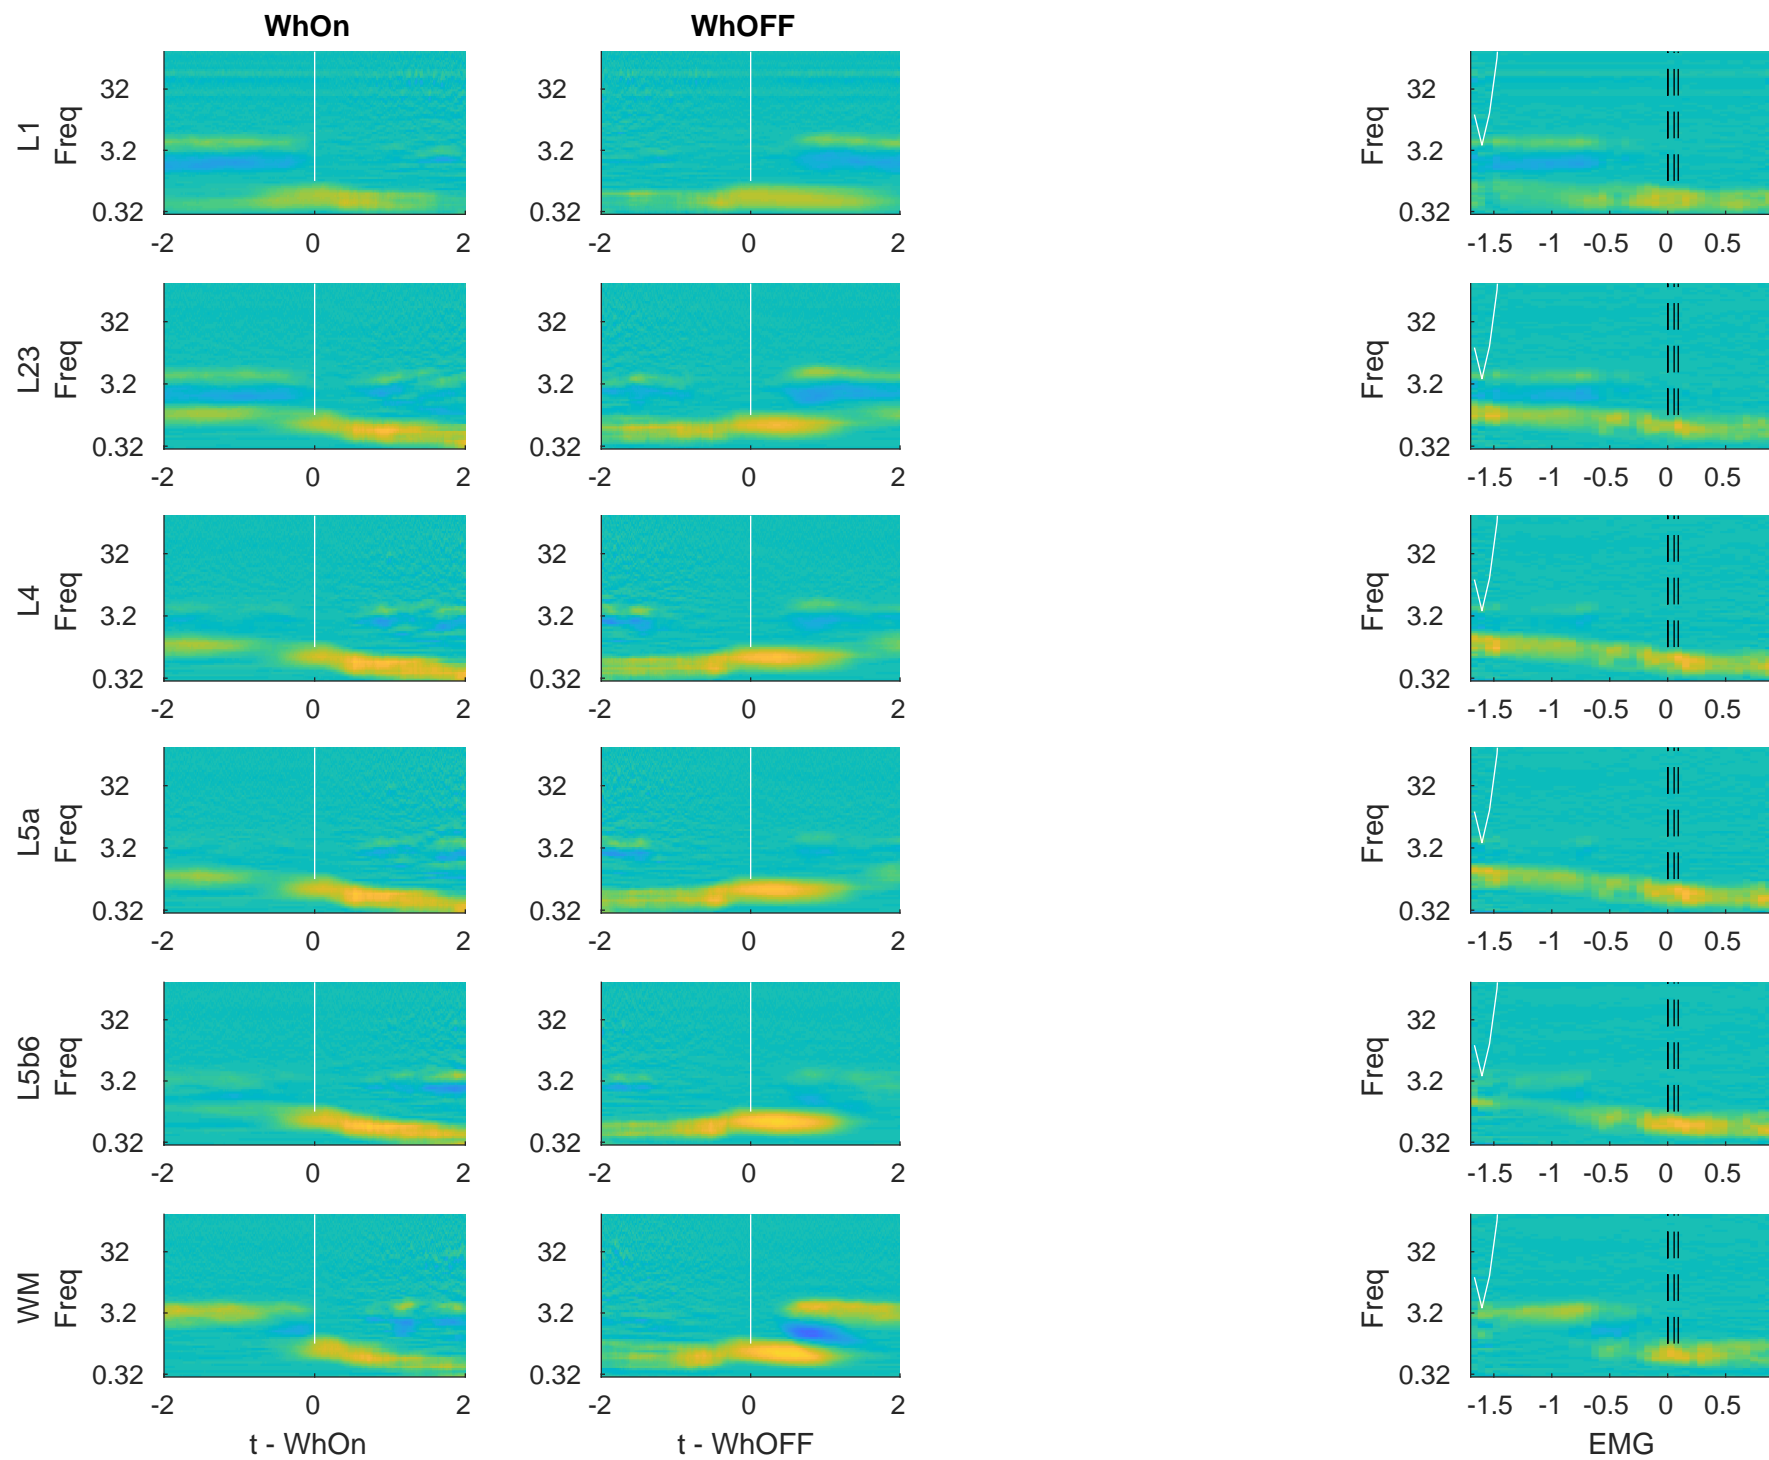 WhOn WhOFF
L1 Freq 32 3.2 0.32 32 3.2 0.32 Freq 32 3.2 0.32
-2 0 2 -2 0 2 -1.5 -1 -0.5 0 0.5
L23 Freq 32 3.2 0.32 32 3.2 0.32 Freq 32 3.2 0.32
-2 0 2 -2 0 2 -1.5 -1 -0.5 0 0.5
L4 Freq 32 3.2 0.32 32 3.2 0.32 Freq 32 3.2 0.32
-2 0 2 -2 0 2 -1.5 -1 -0.5 0 0.5
L5a Freq 32 3.2 0.32 32 3.2 0.32 Freq 32 3.2 0.32
-2 0 2 -2 0 2 -1.5 -1 -0.5 0 0.5
L5b6 Freq 32 3.2 0.32 32 3.2 0.32 Freq 32 3.2 0.32
-2 0 2 -2 0 2 -1.5 -1 -0.5 0 0.5
WM Freq 32 3.2 0.32 32 3.2 0.32 Freq 32 3.2 0.32
-2 0 2 -2 0 2 -1.5 -1 -0.5 0 0.5
t - WhOn t - WhOFF EMG